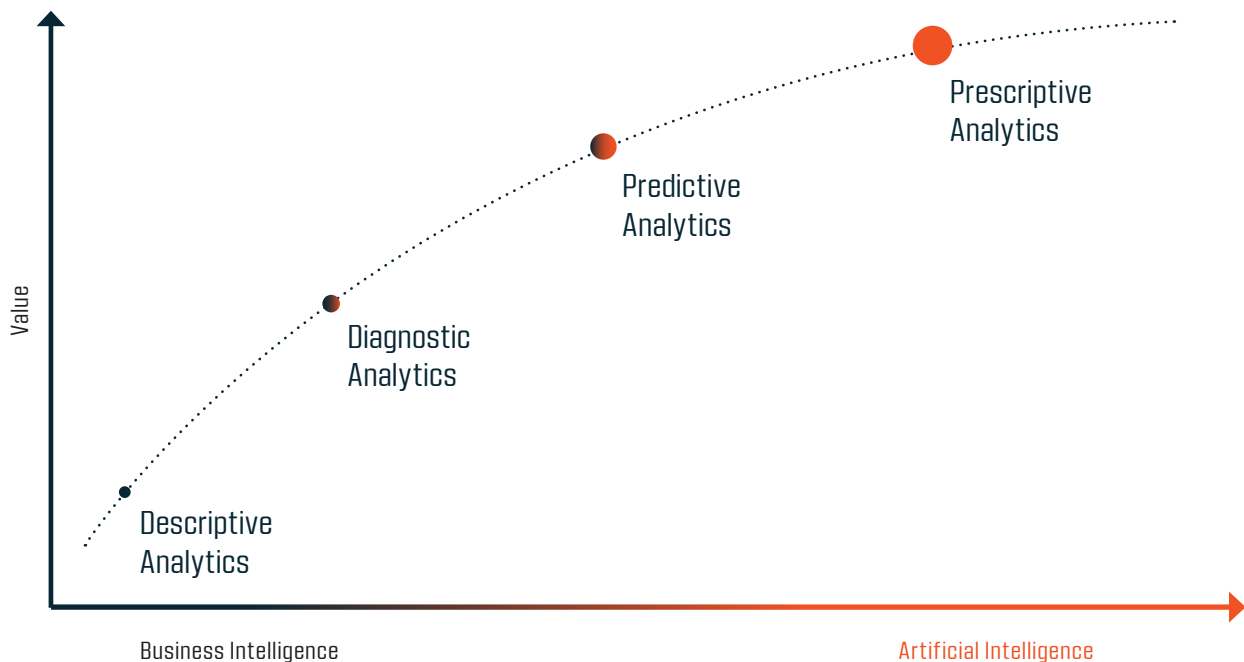 Prescriptive
Analytics
Predictive
Analytics
Value
Diagnostic
Analytics
Descriptive
Analytics
Business Intelligence
Artificial Intelligence